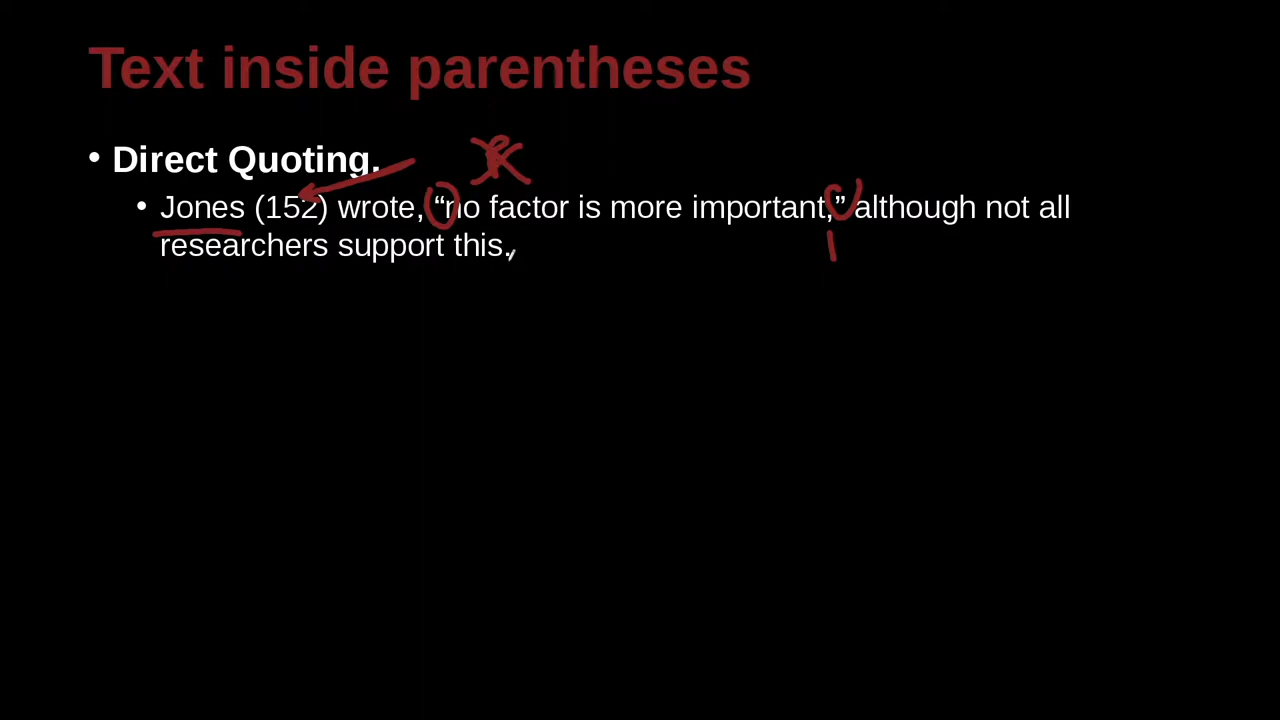 Text inside parentheses
• Direct Quoting.
• Jones (152) wrote, “no factor is more important,” although not all
researchers support this.